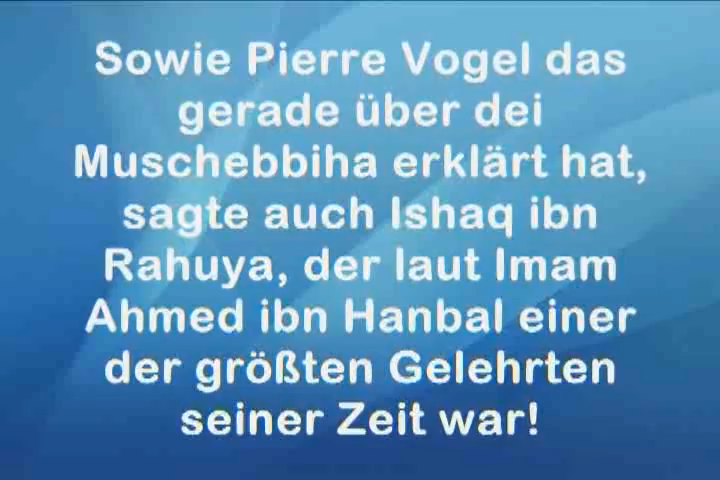 Sowie Pierre Vogel das
gerade über dei
Muschebbiha erklärt hat,
sagte auch Ishaq ibn
Rahuya, der laut Imam
Ahmed ibn Hanbal einer
der größten Gelehrten
seiner Zeit war!